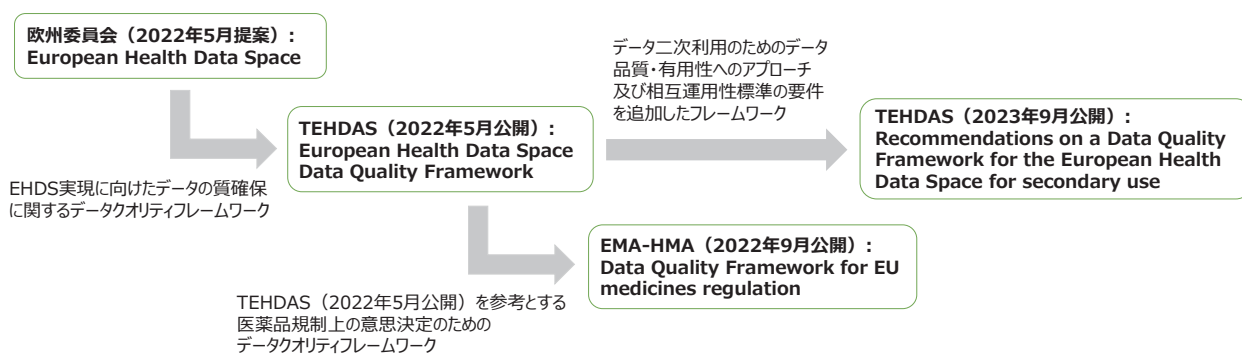 欧州委員会（2022年5月提案）：
European Health Data Space
EHDS実現に向けたデータの質確保
に関するデータクオリティフレームワーク
TEHDAS（2022年5月公開）：
European Health Data Space
Data Quality Framework
データ二次利用のためのデータ
品質・有用性へのアプローチ
及び相互運用性標準の要件
を追加したフレームワーク
TEHDAS（2023年9月公開）：
Recommendations on a Data Quality
Framework for the European Health
Data Space for secondary use
TEHDAS（2022年5月公開）を参考とする
医薬品規制上の意思決定のための
データクオリティフレームワーク
EMA-HMA（2022年9月公開）：
Data Quality Framework for EU
medicines regulation